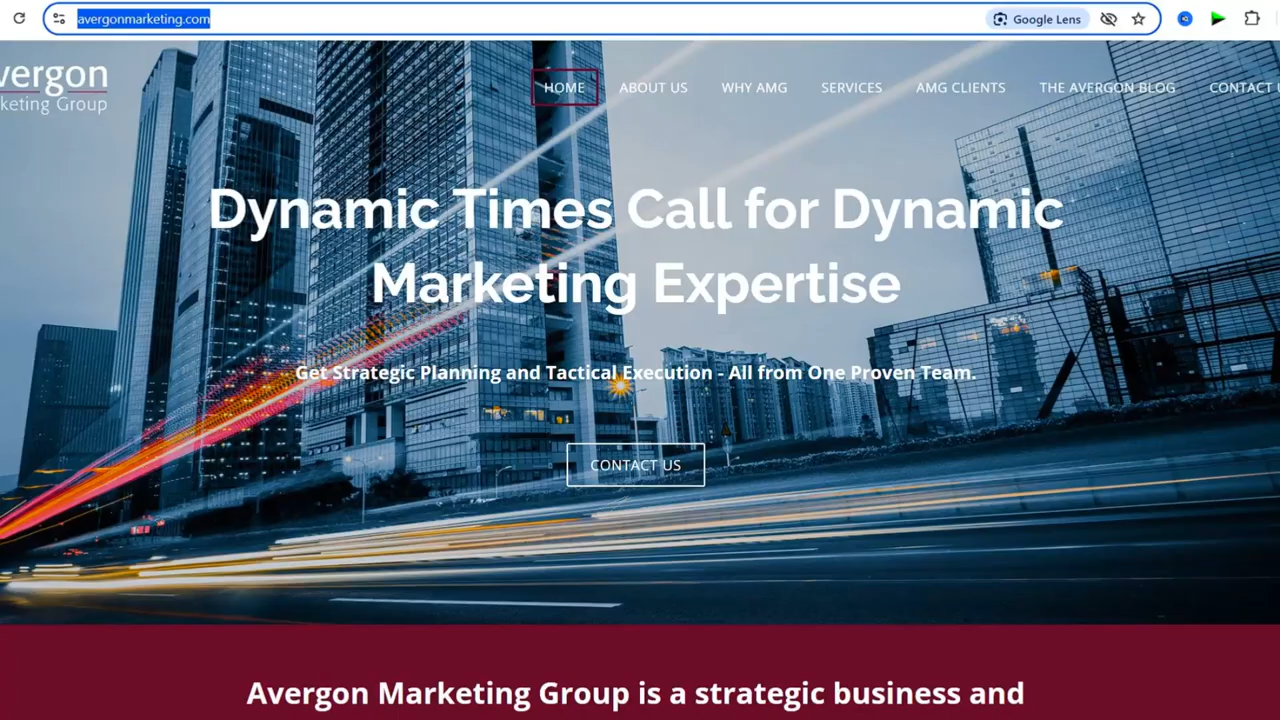 avergonmarketing.com
Google Lens
vergon
keting Group
HOME
ABOUT US
WHY AMG
SERVICES
AMG CLIENTS
THE AVERGON BLOG
CONTACT U
Dynamic Times Call for Dynamic
Marketing Expertise
Get Strategic Planning and Tactical Execution - All from One Proven Team.
CONTACT US
Avergon Marketing Group is a strategic business and